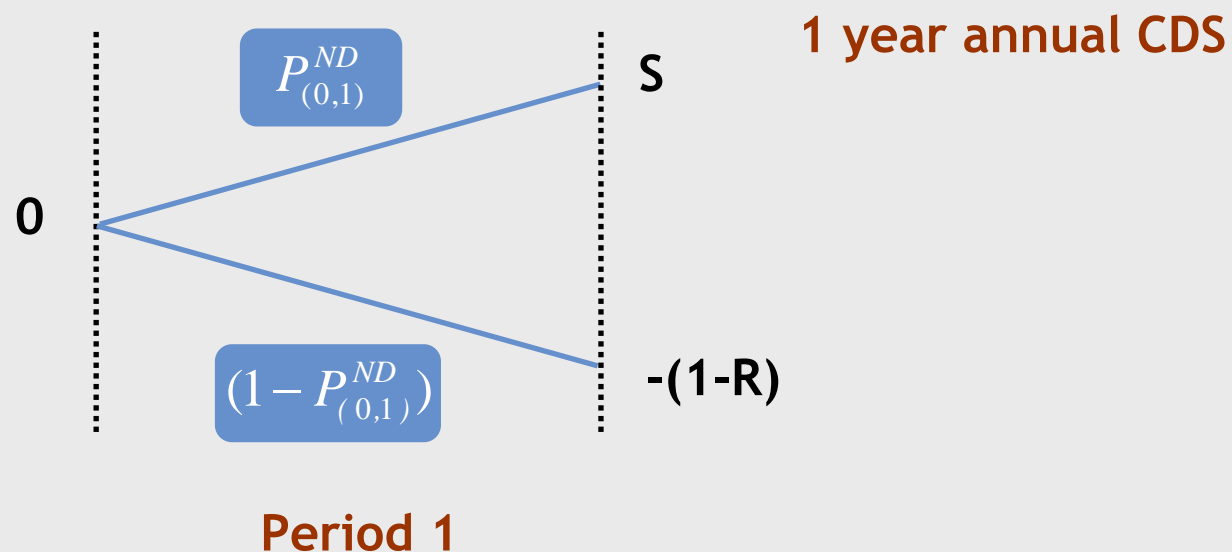 1 year annual CDS
P^{ND}_{(0,1)}
S
0
(1 – P^{ND}_{(0,1)})
-(1-R)
Period 1